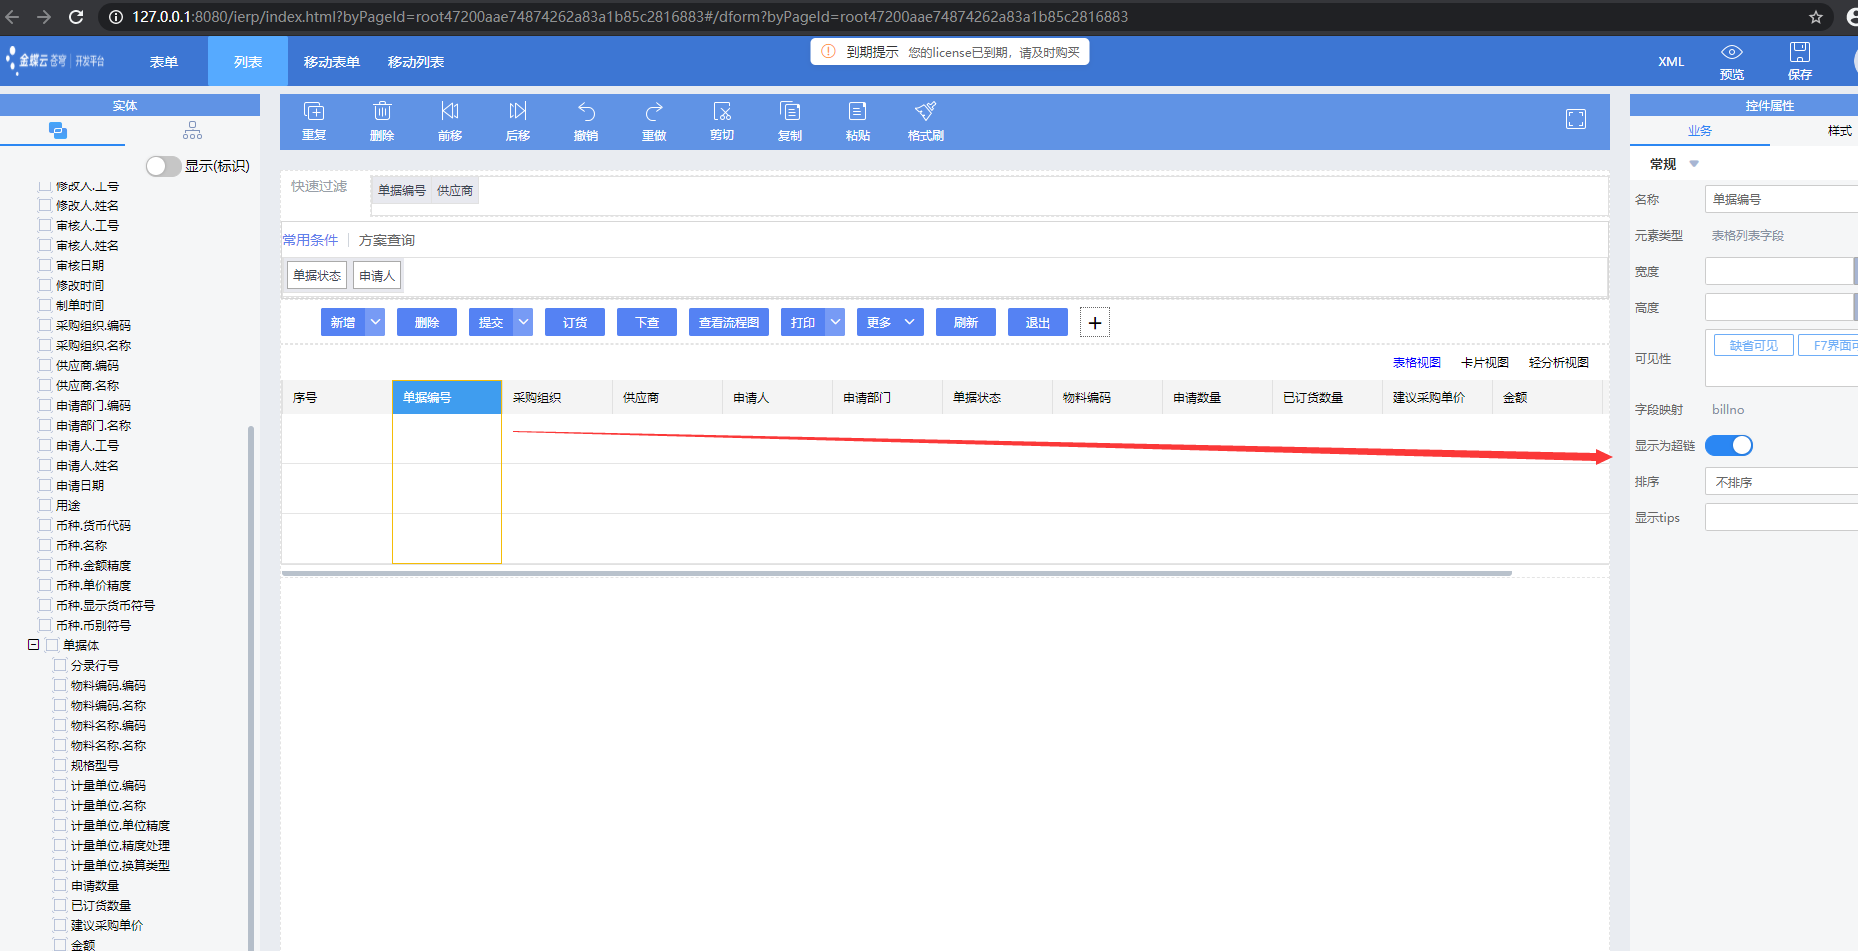 127.0.0.1:8080/ierp/index.html?byPageId=root47200aae74874262a83a1b85c2816883#/dform?byPageId=root47200aae74874262a83a1b85c2816883
金蝶云 苍穹 | 开发平台
表单
列表
移动表单
移动列表
到期提示 您的license已到期，请及时购买
XML
预览
保存
实体
显示(标识)
修改人.工号
修改人.姓名
审核人.工号
审核人.姓名
审核日期
修改时间
制单时间
采购组织.编码
采购组织.名称
供应商.编码
供应商.名称
申请部门.编码
申请部门.名称
申请人.工号
申请人.姓名
申请日期
用途
币种.货币代码
币种.名称
币种.金额精度
币种.单价精度
币种.显示货币符号
币种.币别符号
单据体
分录行号
物料编码.编码
物料编码.名称
物料名称.编码
物料名称.名称
规格型号
计量单位.编码
计量单位.名称
计量单位.单位精度
计量单位.精度处理
计量单位.换算类型
申请数量
已订货数量
建议采购单价
金额
重复
删除
前移
后移
撤销
重做
剪切
复制
粘贴
格式刷
快速过滤
单据编号
供应商
常用条件
方案查询
单据状态
申请人
新增
删除
提交
订货
下查
查看流程图
打印
更多
刷新
退出
+
表格视图
卡片视图
轻分析视图
序号
单据编号
采购组织
供应商
申请人
申请部门
单据状态
物料编码
申请数量
已订货数量
建议采购单价
金额
控件属性
业务
样式
常规
名称
单据编号
元素类型
表格列表字段
宽度
高度
可见性
缺省可见
F7界面可
字段映射
billno
显示为超链
排序
不排序
显示tips